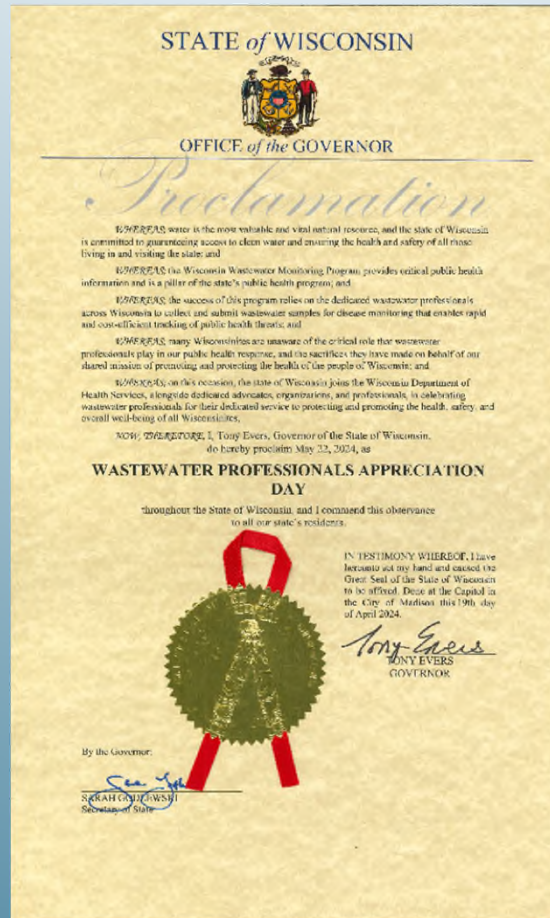 STATE of WISCONSIN
OFFICE of the GOVERNOR
Proclamation
WHEREAS; water is the most valuable and vital natural resource, and the state of Wisconsin
is committed to guaranteeing access to clean water and ensuring the health and safety of all those
living in and visiting the state; and
WHEREAS; the Wisconsin Wastewater Monitoring Program provides critical public health
information and is a pillar of the state's public health program; and
WHEREAS; the success of this program relies on the dedicated wastewater professionals
across Wisconsin to collect and submit wastewater samples for disease monitoring that enables rapid
and cost-efficient tracking of public health threats; and
WHEREAS; many Wisconsinites are unaware of the critical role that wastewater
professionals play in our public health response, and the sacrifices they have made on behalf of our
shared mission of promoting and protecting the health of the people of Wisconsin; and
WHEREAS; on this occasion, the state of Wisconsin joins the Wisconsin Department of
Health Services, alongside dedicated advocates, organizations, and professionals, in celebrating
wastewater professionals for their dedicated service to protecting and promoting the health, safety, and
overall well-being of all Wisconsinites,
NOW, THEREFORE, I, Tony Evers, Governor of the State of Wisconsin,
do hereby proclaim May 22, 2024, as
WASTEWATER PROFESSIONALS APPRECIATION
DAY
throughout the State of Wisconsin, and I commend this observance
to all our state's residents.
IN TESTIMONY WHEREOF, I have
hereunto set my hand and caused the
Great Seal of the State of Wisconsin
to be affixed. Done at the Capitol in
the City of Madison this 19th day
of April 2024.
Tony Evers
TONY EVERS
GOVERNOR
By the Governor:
SARAH GODLEWSKI
Secretary of State